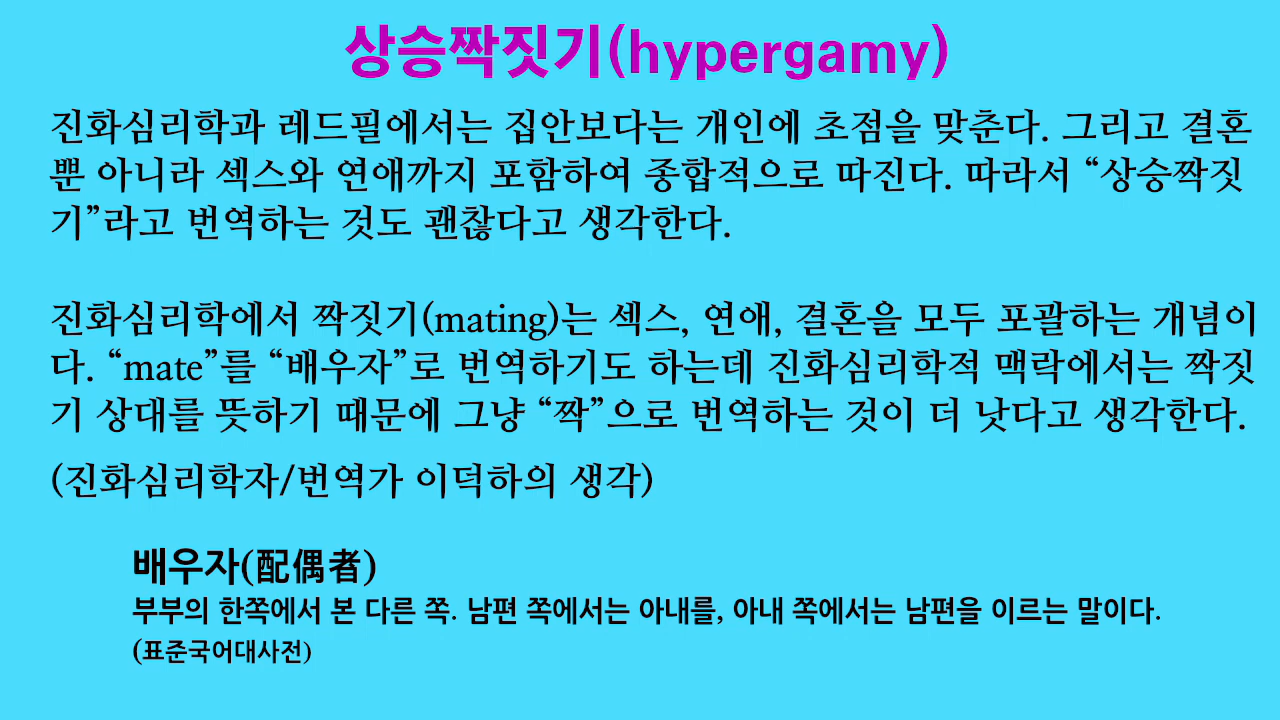 상승짝짓기(hypergamy)
진화심리학과 레드필에서는 집안보다는 개인에 초점을 맞춘다. 그리고 결혼
뿐 아니라 섹스와 연애까지 포함하여 종합적으로 따진다. 따라서 “상승짝짓
기”라고 번역하는 것도 괜찮다고 생각한다.
진화심리학에서 짝짓기(mating)는 섹스, 연애, 결혼을 모두 포괄하는 개념이
다. “mate”를 “배우자”로 번역하기도 하는데 진화심리학적 맥락에서는 짝짓
기 상대를 뜻하기 때문에 그냥 “짝”으로 번역하는 것이 더 낫다고 생각한다.
(진화심리학자/번역가 이덕하의 생각)
배우자(配偶者)
부부의 한쪽에서 본 다른 쪽. 남편 쪽에서는 아내를, 아내 쪽에서는 남편을 이르는 말이다.
(표준국어대사전)